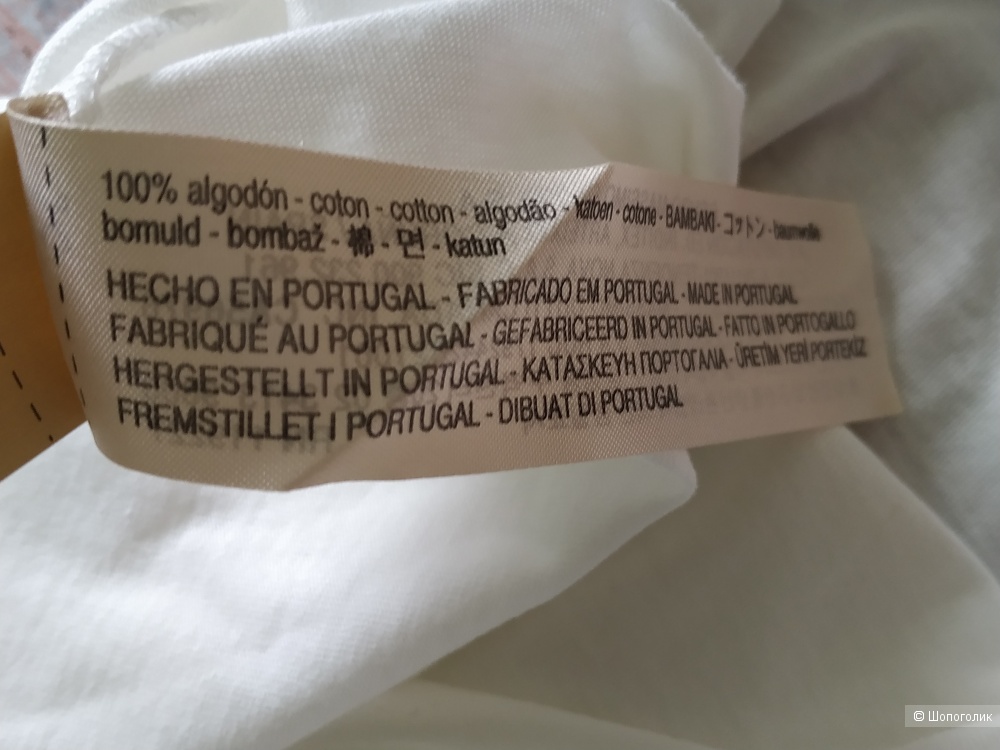 100% algodón - coton - cotton - algodão - katoen - cotone - BAMBAKI - コットン - baumwolle
bomuld - bombaž - 棉 - 면 - katun
HECHO EN PORTUGAL - FABRICADO EM PORTUGAL - MADE IN PORTUGAL
FABRIQUÉ AU PORTUGAL - GEFABRICEERD IN PORTUGAL - FATTO IN PORTOGALLO
HERGESTELLT IN PORTUGAL - ΚΑΤΑΣΚΕΥΗ ΠΟΡΤΟΓΑΛΙΑ - ÜRETİM YERİ PORTEKİZ
FREMSTILLET I PORTUGAL - DIBUAT DI PORTUGAL
© Шопоголик